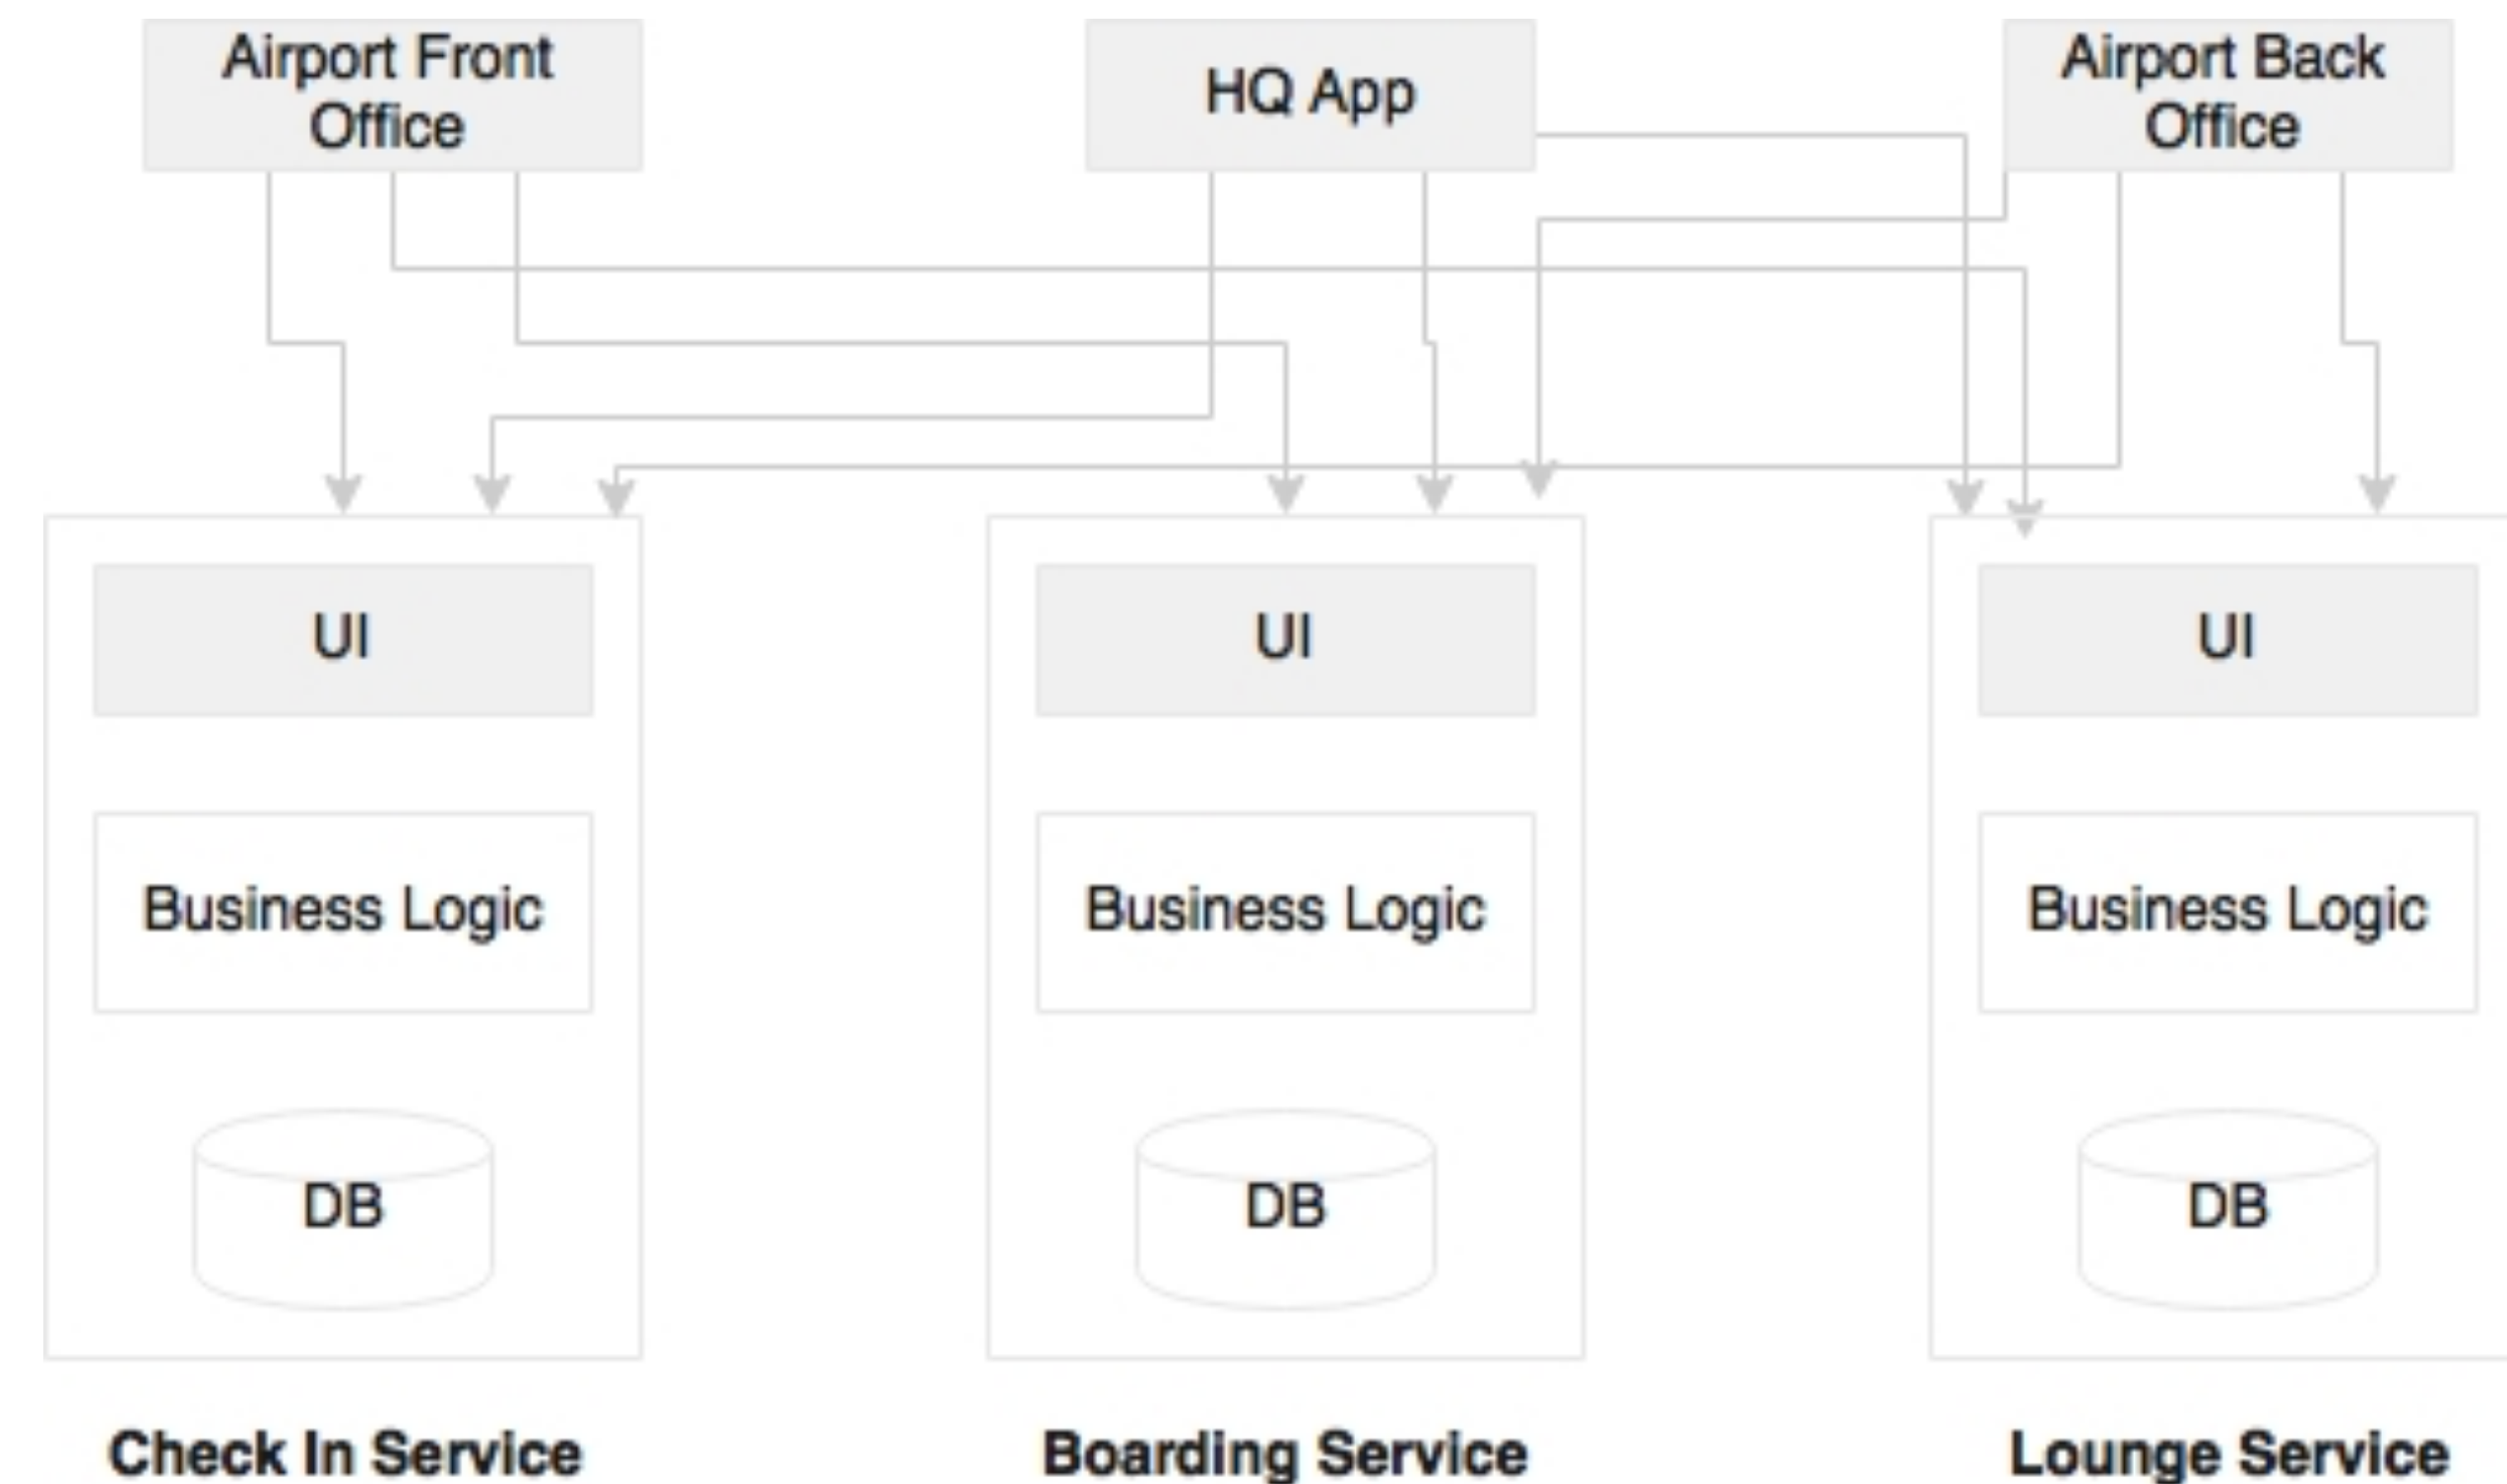 Airport Front
Office
HQ App
Airport Back
Office
UI
UI
UI
Business Logic
Business Logic
Business Logic
DB
DB
DB
Check In Service
Boarding Service
Lounge Service